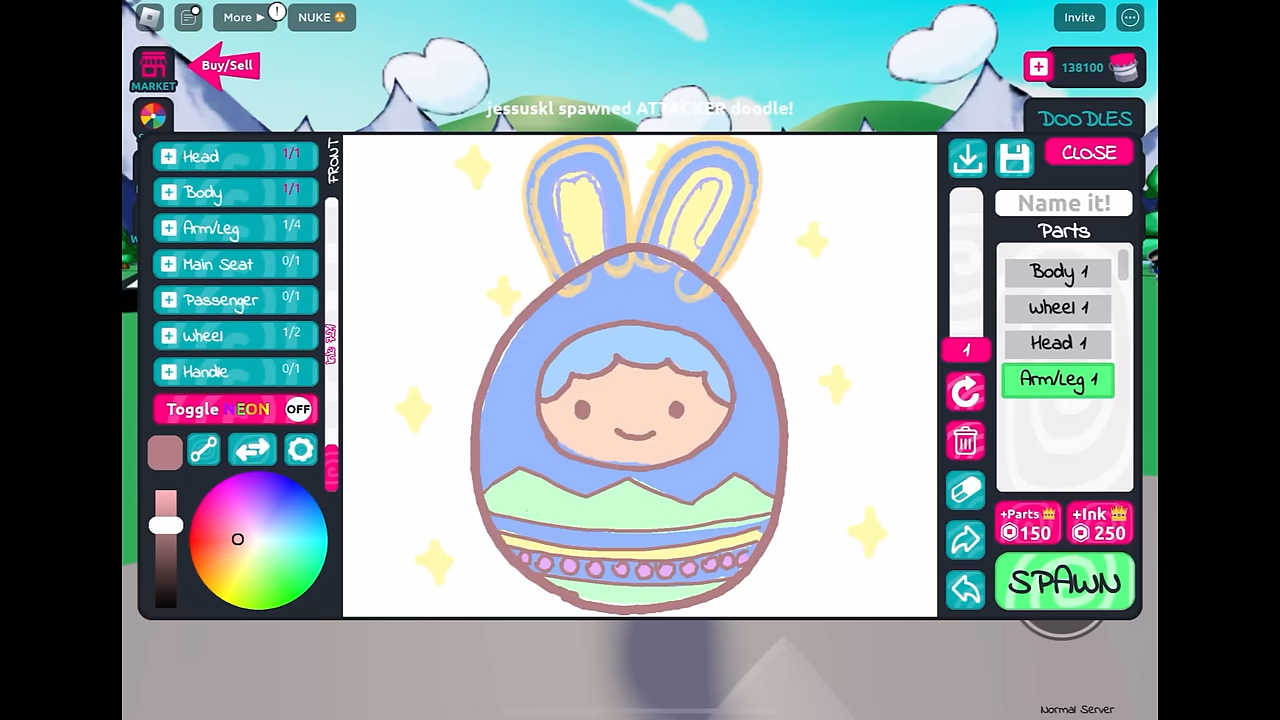 More ▶
!
NUKE ☢
Invite
Buy/Sell
MARKET
138100
jessuskl spawned ATTACKER doodle!
DOODLES
Head 1/1
Body 1/1
Arm/Leg 1/4
Main Seat 0/1
Passenger 0/1
Wheel 1/2
Handle 0/1
Toggle NEON OFF
FRONT
CLOSE
Name it!
Parts
Body 1
Wheel 1
Head 1
Arm/Leg 1
1
+Parts
150
+Ink
250
SPAWN
Normal Server